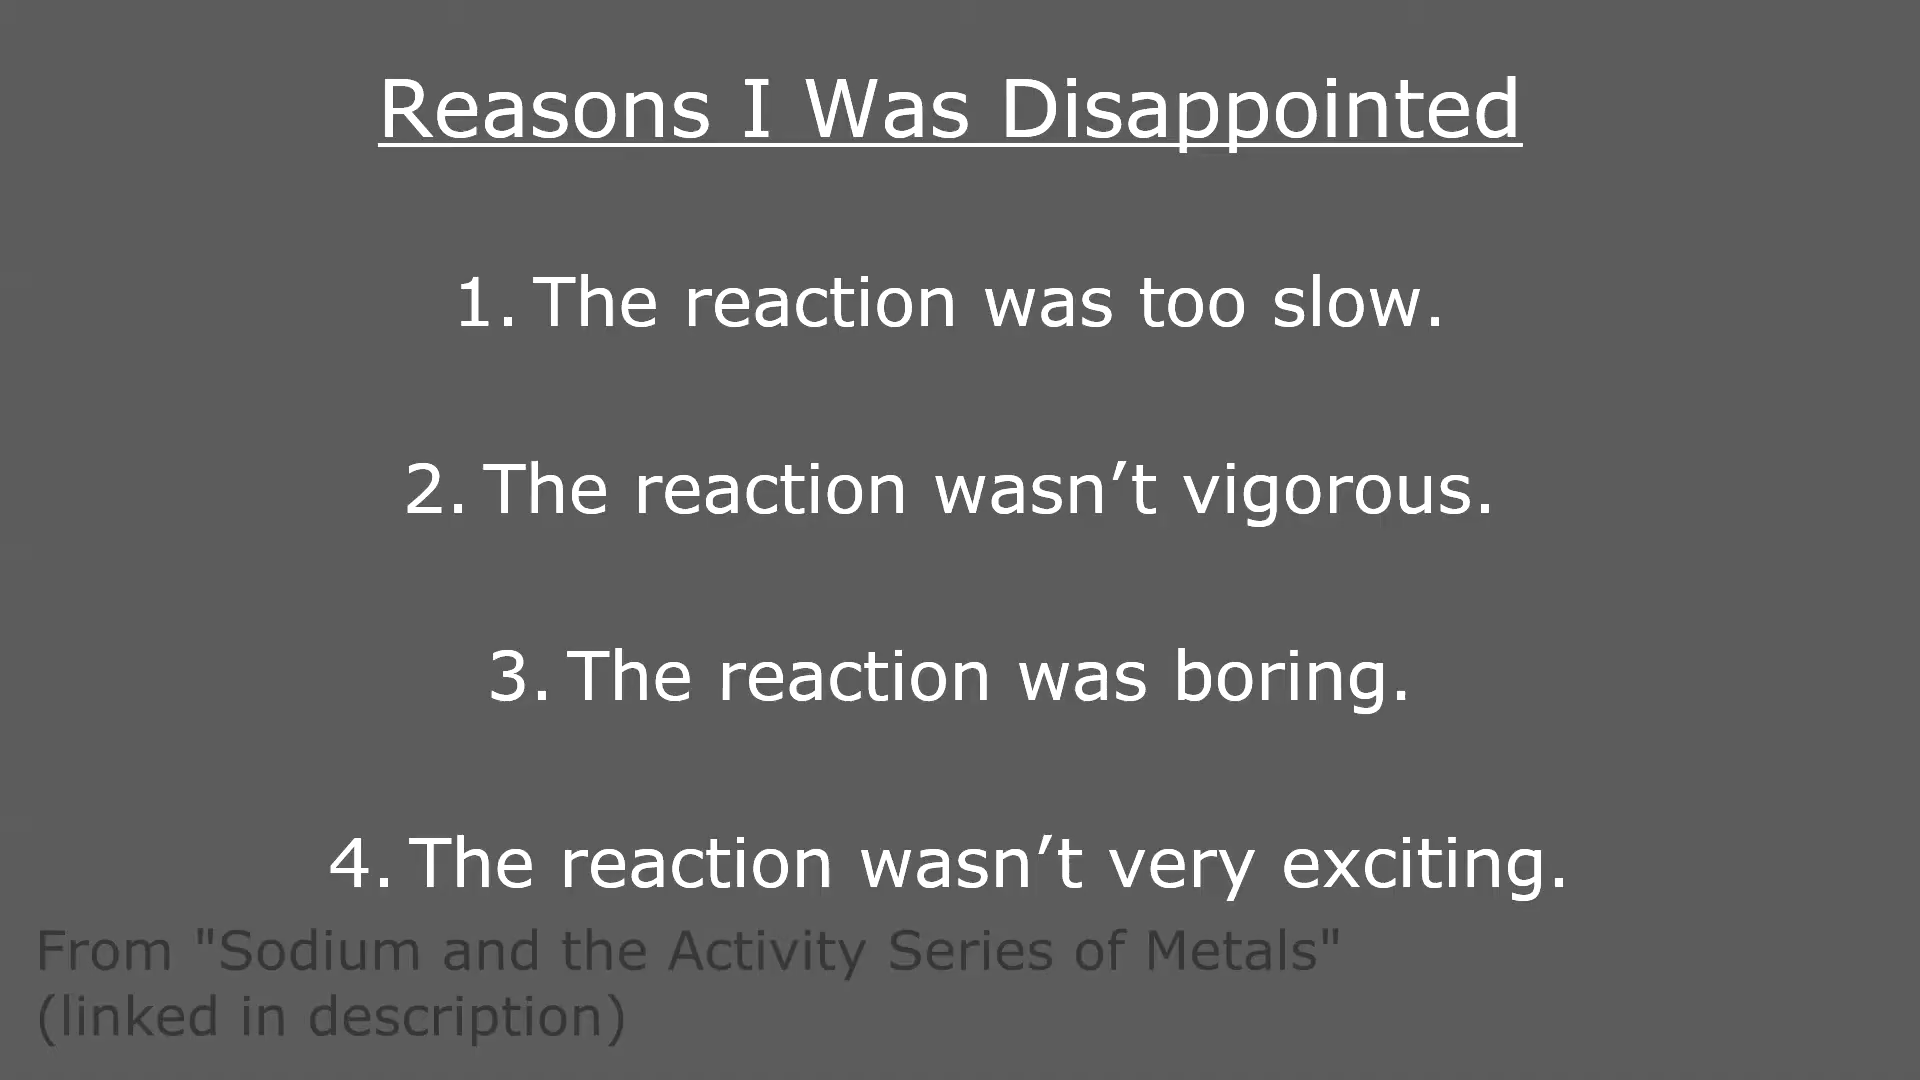 Reasons I Was Disappointed
1. The reaction was too slow.
2. The reaction wasn’t vigorous.
3. The reaction was boring.
4. The reaction wasn’t very exciting.
From "Sodium and the Activity Series of Metals"
(linked in description)